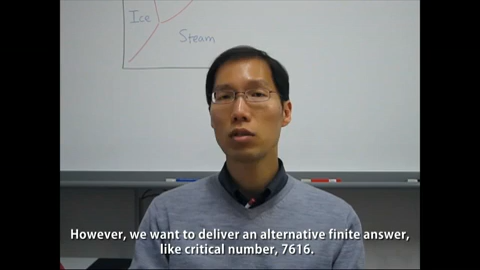 Ice
Steam
However, we want to deliver an alternative finite answer,
like critical number, 7616.